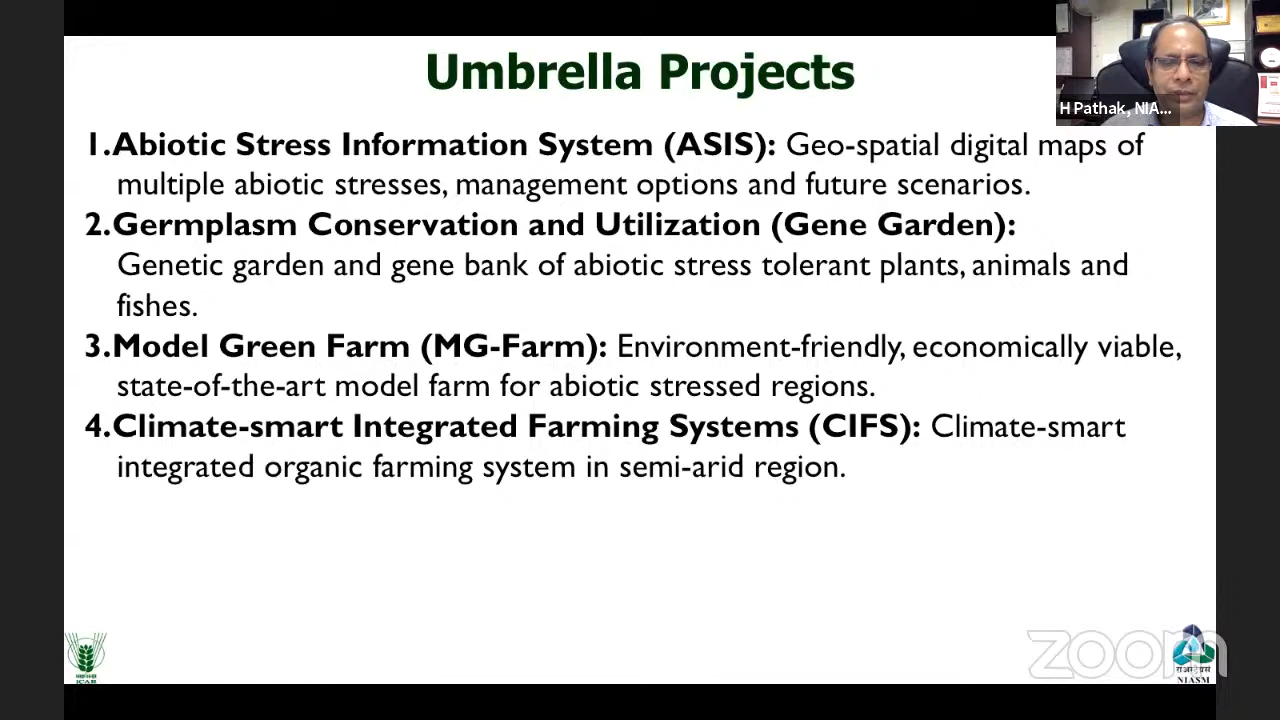 Umbrella Projects
H Pathak, NIA...
1.Abiotic Stress Information System (ASIS): Geo-spatial digital maps of
multiple abiotic stresses, management options and future scenarios.
2.Germplasm Conservation and Utilization (Gene Garden):
Genetic garden and gene bank of abiotic stress tolerant plants, animals and
fishes.
3.Model Green Farm (MG-Farm): Environment-friendly, economically viable,
state-of-the-art model farm for abiotic stressed regions.
4.Climate-smart Integrated Farming Systems (CIFS): Climate-smart
integrated organic farming system in semi-arid region.
ICAR
zoom
NIASM